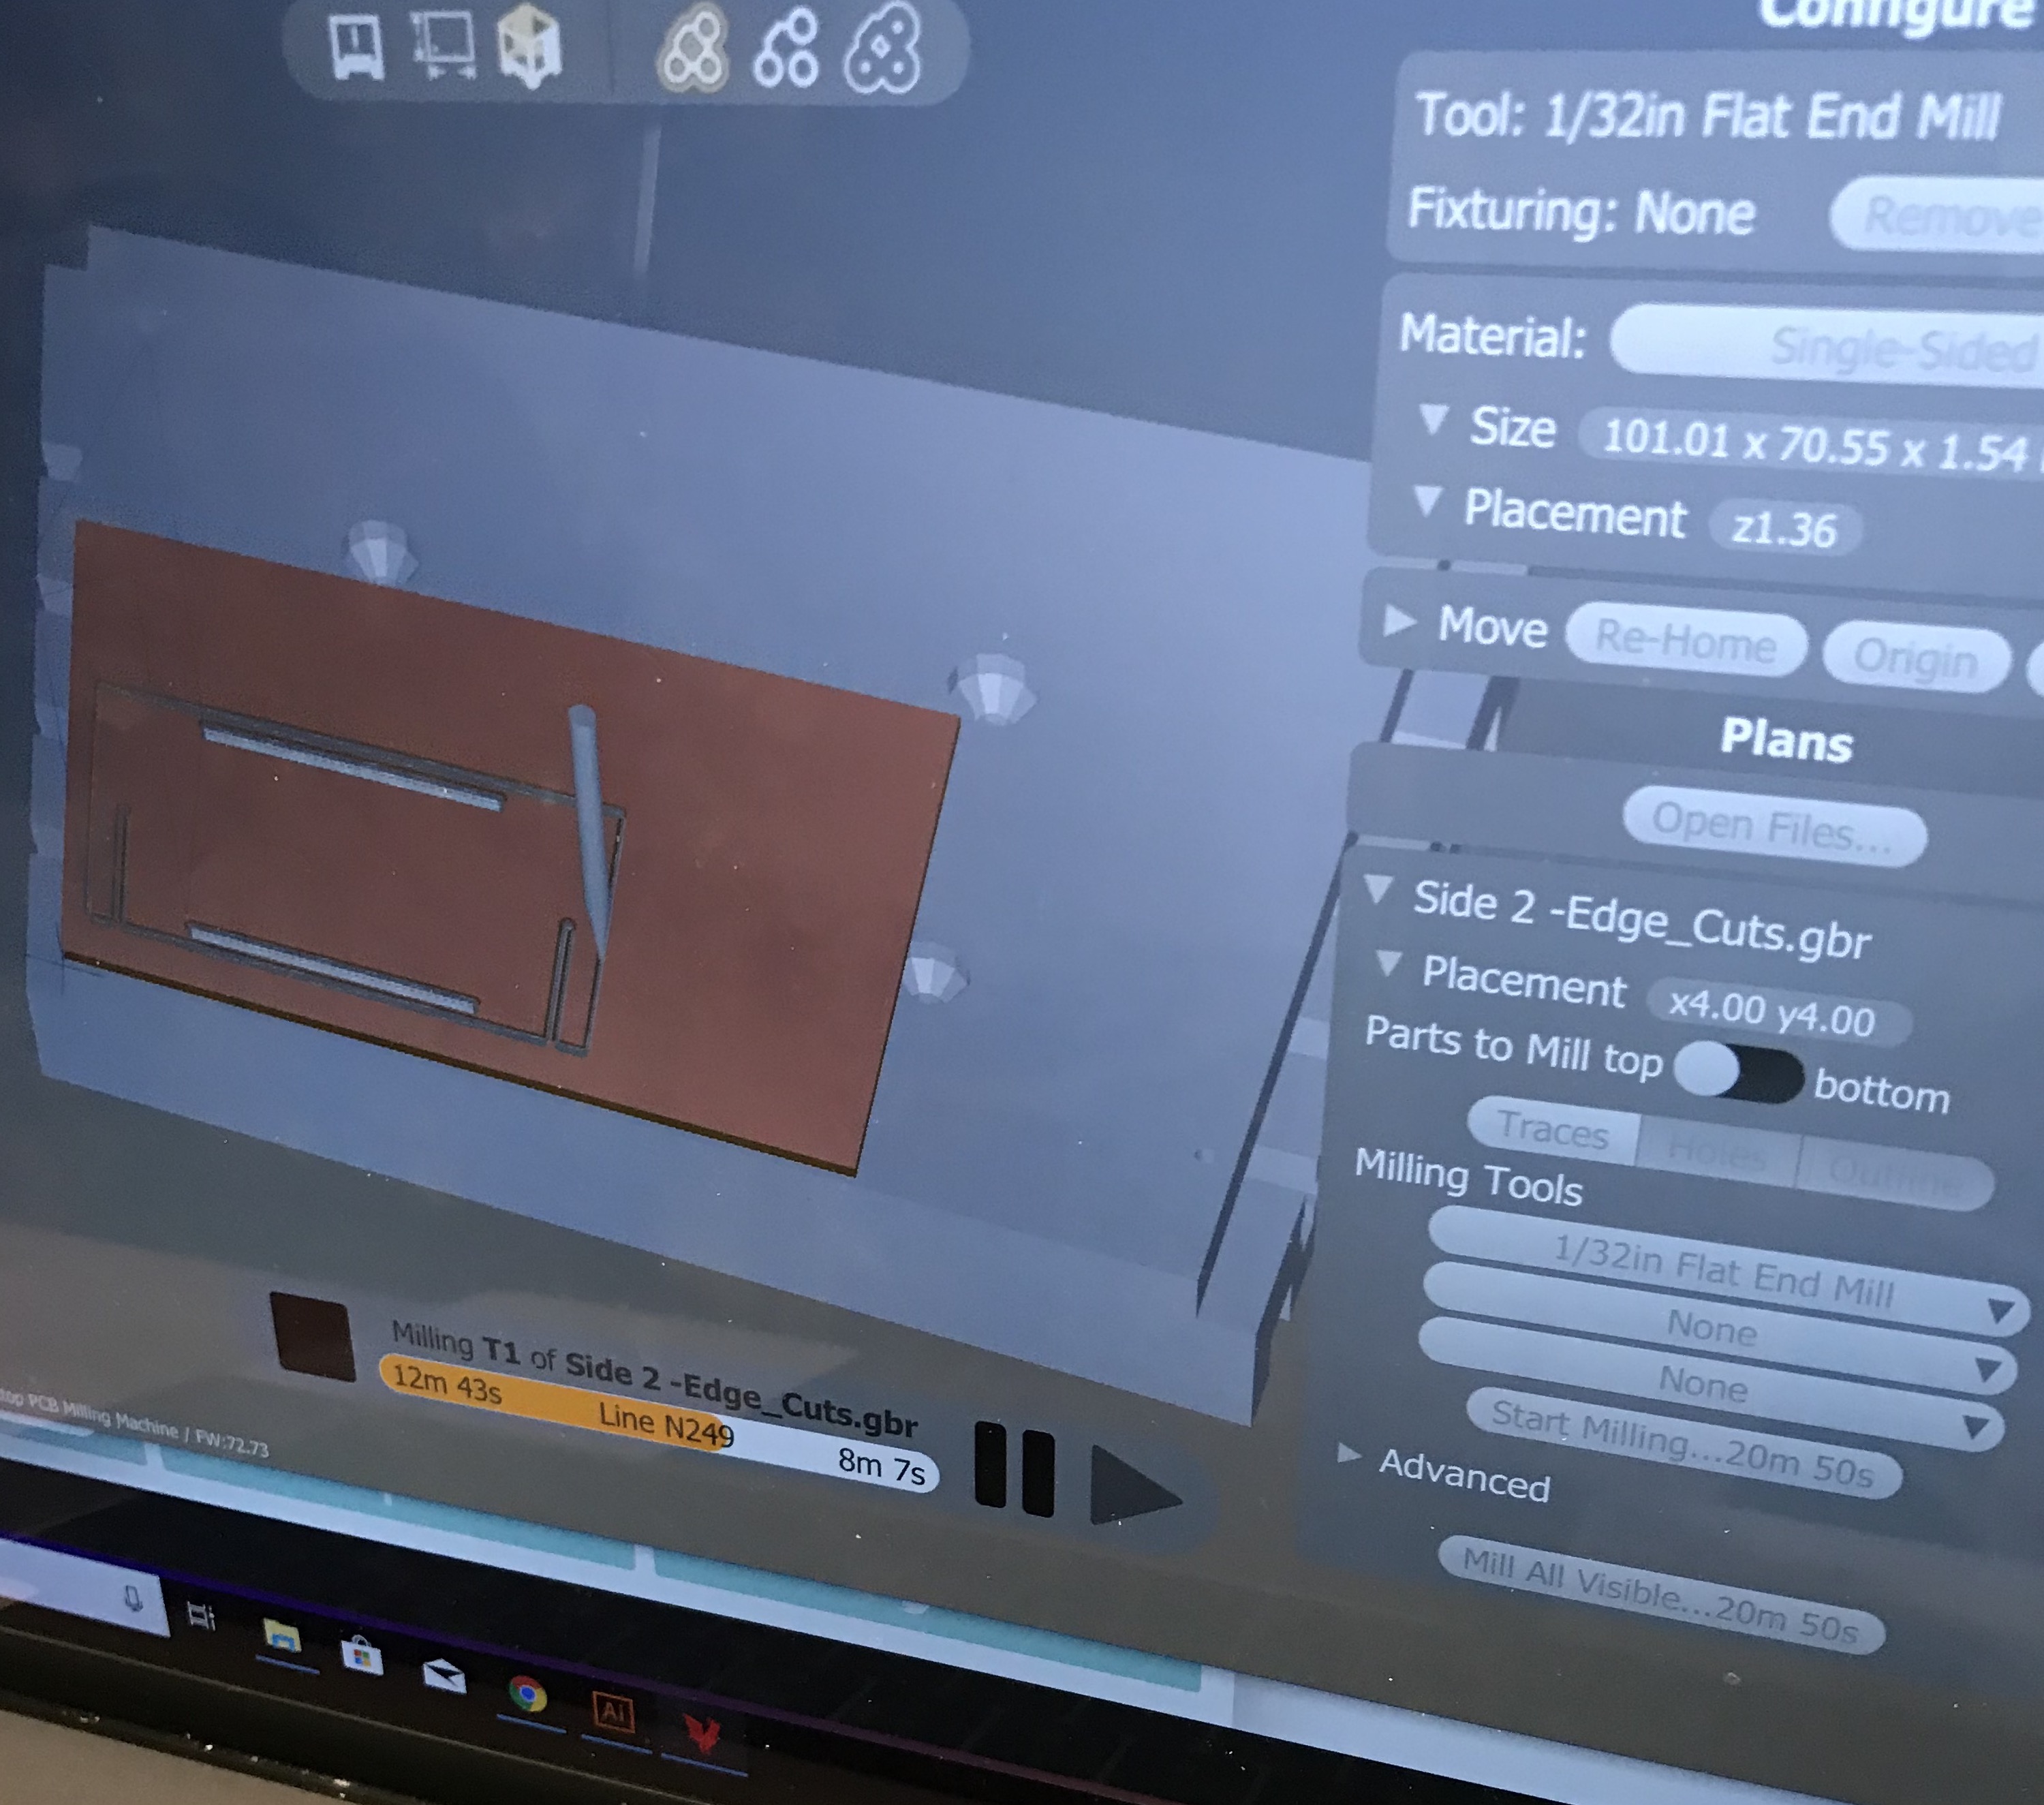 Configure
Tool: 1/32in Flat End Mill
Fixturing: None Remove
Material: Single-Sided
Size 101.01 x 70.55 x 1.54
Placement z1.36
Move Re-Home Origin
Plans
Open Files...
Side 2 -Edge_Cuts.gbr
Placement x4.00 y4.00
Parts to Mill top bottom
Traces Holes Outline
Milling Tools
1/32in Flat End Mill
None
None
Start Milling...20m 50s
Advanced
Mill All Visible...20m 50s
Milling T1 of Side 2 -Edge_Cuts.gbr
12m 43s Line N249 8m 7s
top PCB Milling Machine / FW:72.73
Ai